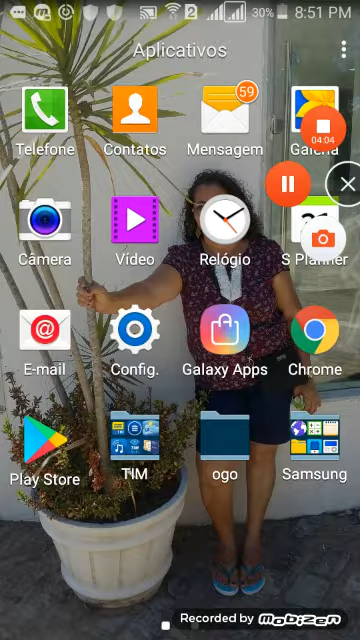 2 30% 8:51 PM
Aplicativos
59
Telefone Contatos Mensagem Galeria
04:04
Câmera Vídeo Relógio S Planner
E-mail Config. Galaxy Apps Chrome
Play Store TIM ogo Samsung
Recorded by mobizen